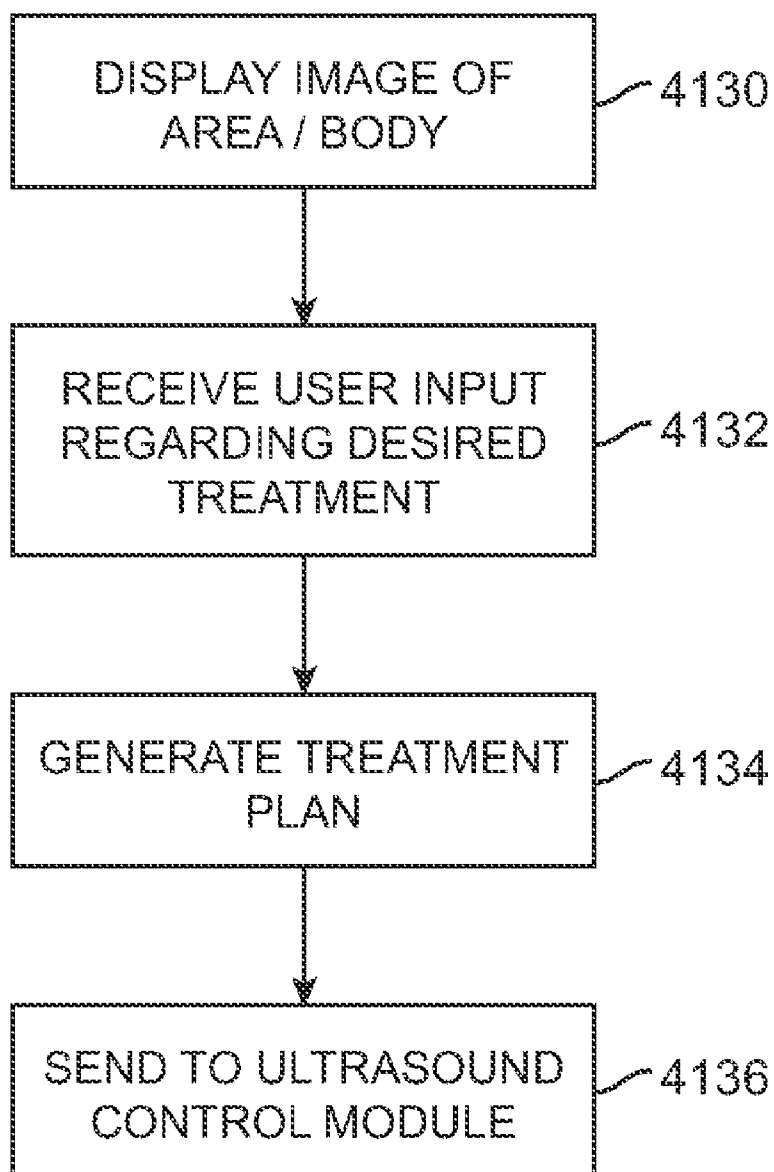 DISPLAY IMAGE OF
AREA / BODY
4130
RECEIVE USER INPUT
REGARDING DESIRED
TREATMENT
4132
GENERATE TREATMENT
PLAN
4134
SEND TO ULTRASOUND
CONTROL MODULE
4136